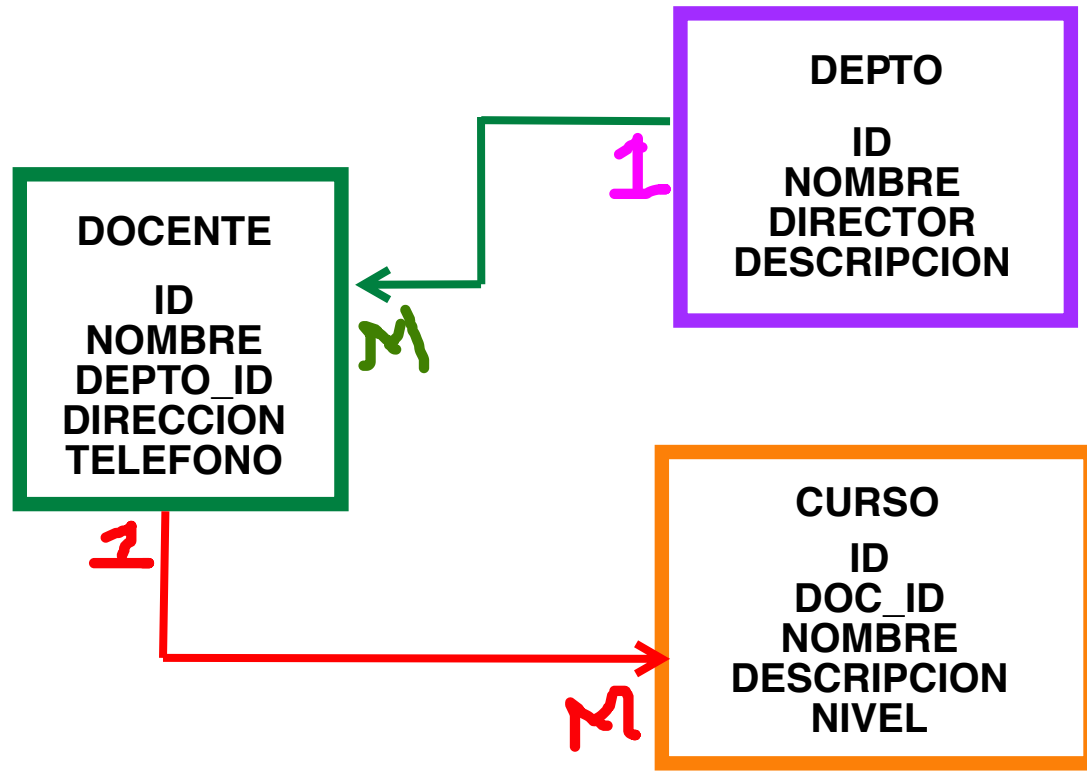 DEPTO
ID
NOMBRE
DIRECTOR
DESCRIPCION
1
M
DOCENTE
ID
NOMBRE
DEPTO_ID
DIRECCION
TELEFONO
1
M
CURSO
ID
DOC_ID
NOMBRE
DESCRIPCION
NIVEL